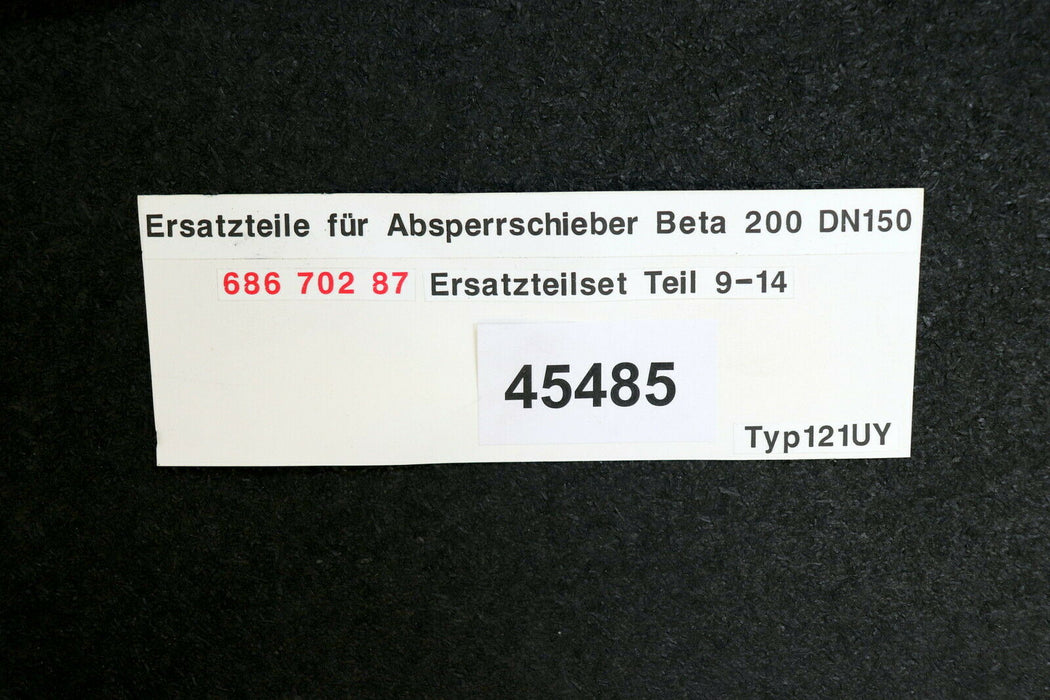 Ersatzteile für Absperrschieber Beta 200 DN150
686 702 87 Ersatzteilset Teil 9-14
45485
Typ121UY